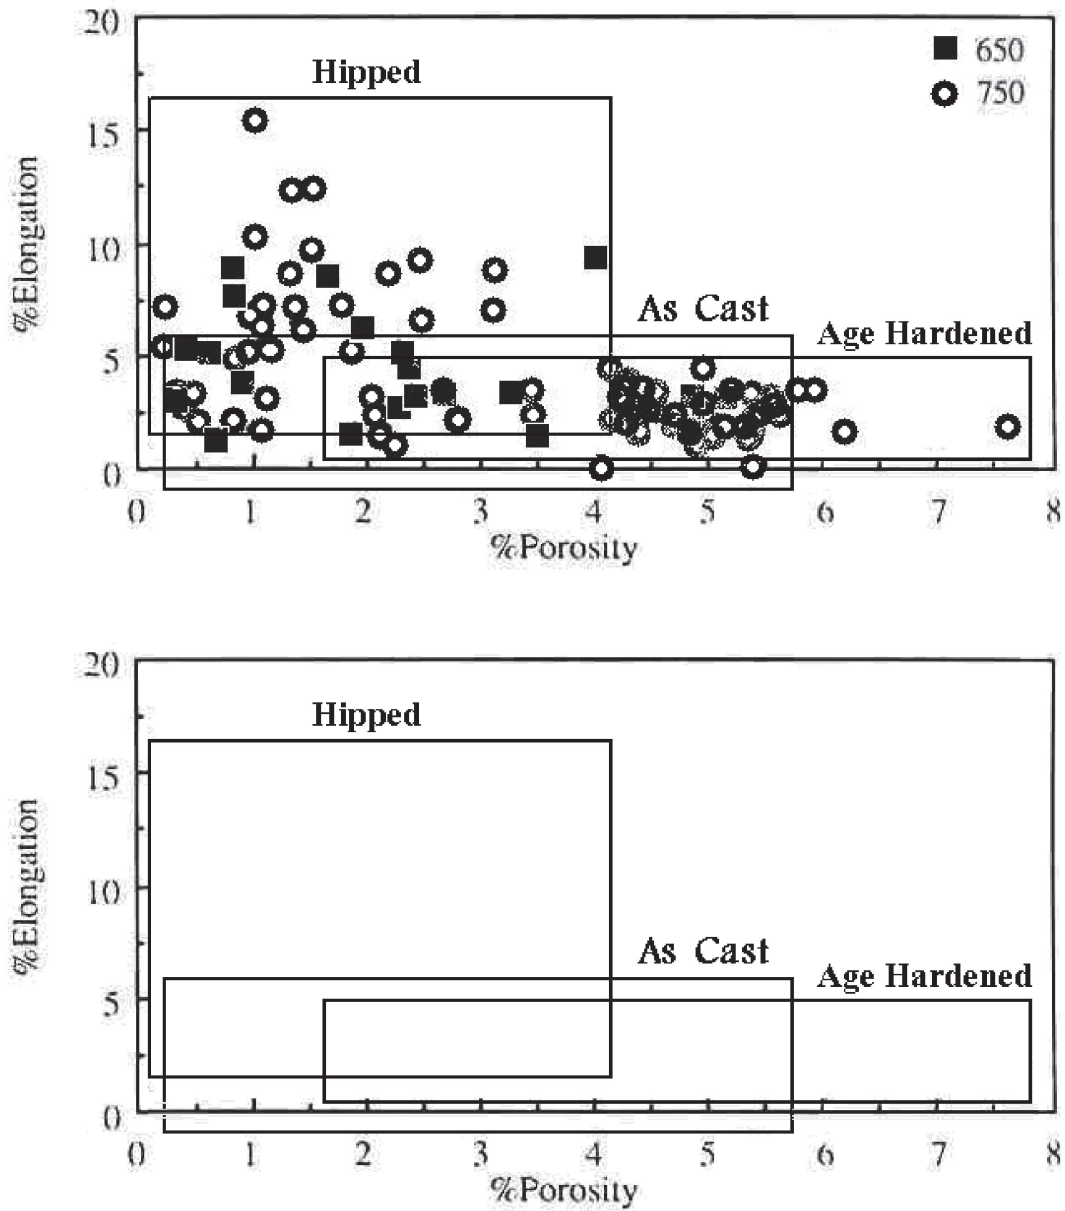 20
Hipped
650
750
15
10
As Cast
Age Hardened
5
0
%Elongation
0 1 2 3 4 5 6 7 8
%Porosity
20
Hipped
15
10
As Cast
Age Hardened
5
0
%Elongation
0 1 2 3 4 5 6 7 8
%Porosity